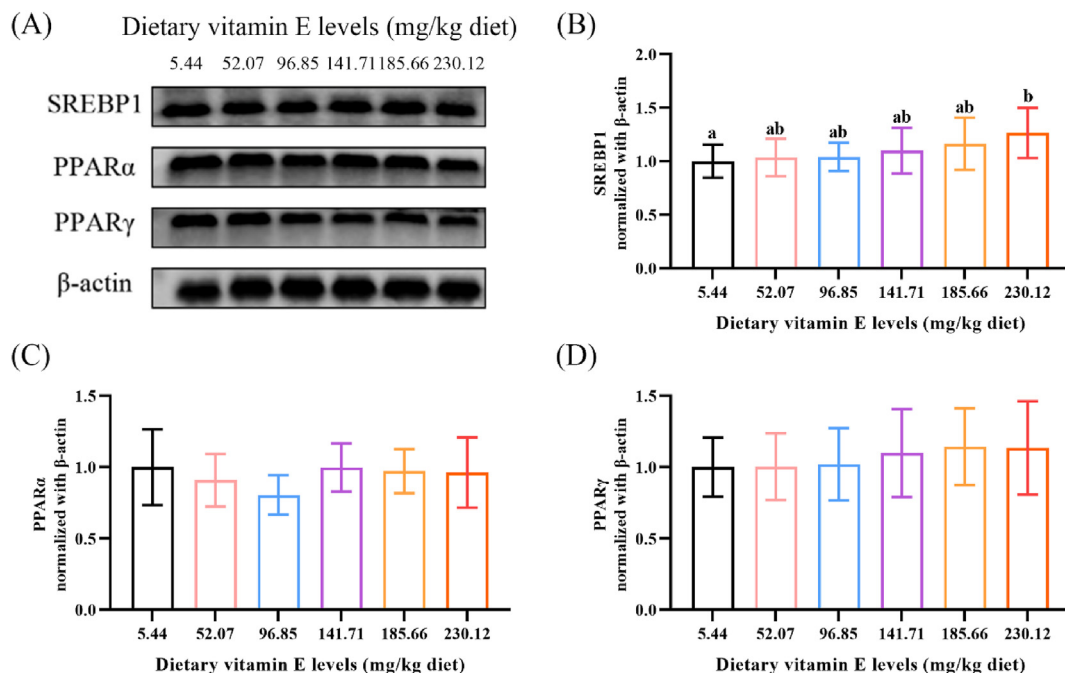 (A)
Dietary vitamin E levels (mg/kg diet)
5.44 52.07 96.85 141.71 185.66 230.12
SREBP1
PPARα
PPARγ
β-actin
(B)
SREBP1
normalized with β-actin
2.0
1.5
1.0
0.5
0.0
a ab ab ab ab b
5.44 52.07 96.85 141.71 185.66 230.12
Dietary vitamin E levels (mg/kg diet)
(C)
PPARα
normalized with β-actin
1.5
1.0
0.5
0.0
5.44 52.07 96.85 141.71 185.66 230.12
Dietary vitamin E levels (mg/kg diet)
(D)
PPARγ
normalized with β-actin
1.5
1.0
0.5
0.0
5.44 52.07 96.85 141.71 185.66 230.12
Dietary vitamin E levels (mg/kg diet)